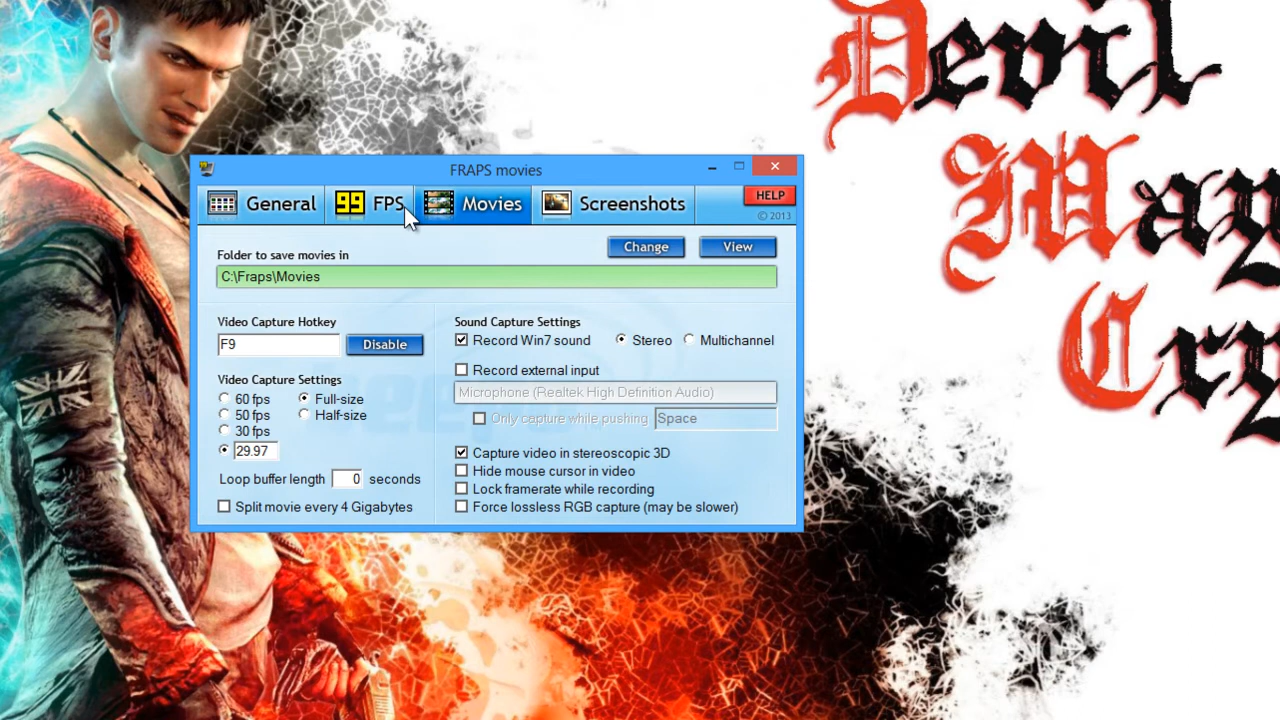 Devil
May
Cry
FRAPS movies
General
99 FPS
Movies
Screenshots
HELP
© 2013
Folder to save movies in
Change
View
C:\Fraps\Movies
Video Capture Hotkey
F9
Disable
Video Capture Settings
60 fps
Full-size
50 fps
Half-size
30 fps
29.97
Loop buffer length 0 seconds
Split movie every 4 Gigabytes
Sound Capture Settings
Record Win7 sound
Stereo
Multichannel
Record external input
Microphone (Realtek High Definition Audio)
Only capture while pushing Space
Capture video in stereoscopic 3D
Hide mouse cursor in video
Lock framerate while recording
Force lossless RGB capture (may be slower)